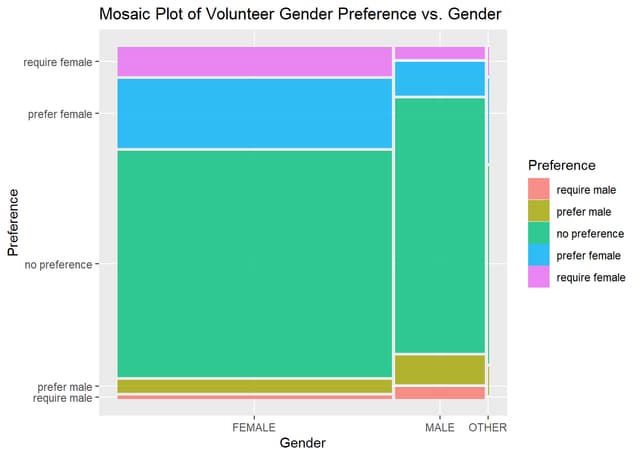 Mosaic Plot of Volunteer Gender Preference vs. Gender
require female
prefer female
no preference
prefer male
require male
Preference
FEMALE
MALE
OTHER
Gender
Preference
require male
prefer male
no preference
prefer female
require female